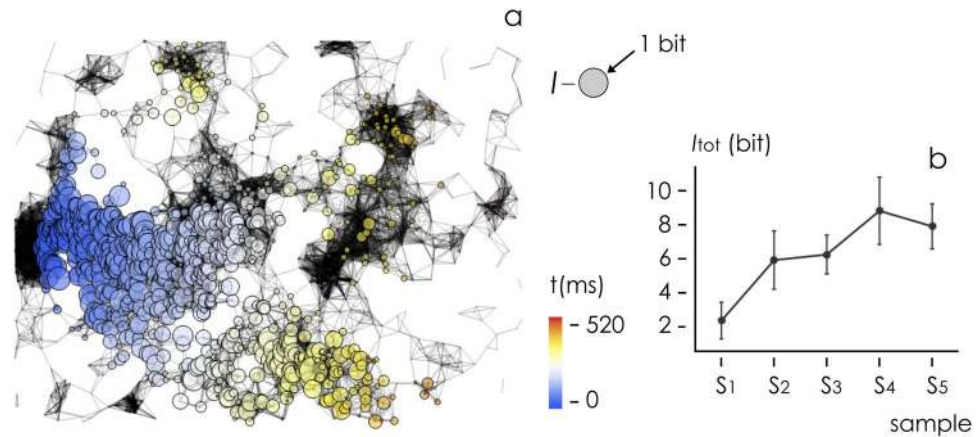 a
1 bit
I –
Itot (bit)
b
10 –
8 –
6 –
4 –
2 –
t(ms)
– 520
– 0
S1 S2 S3 S4 S5
sample